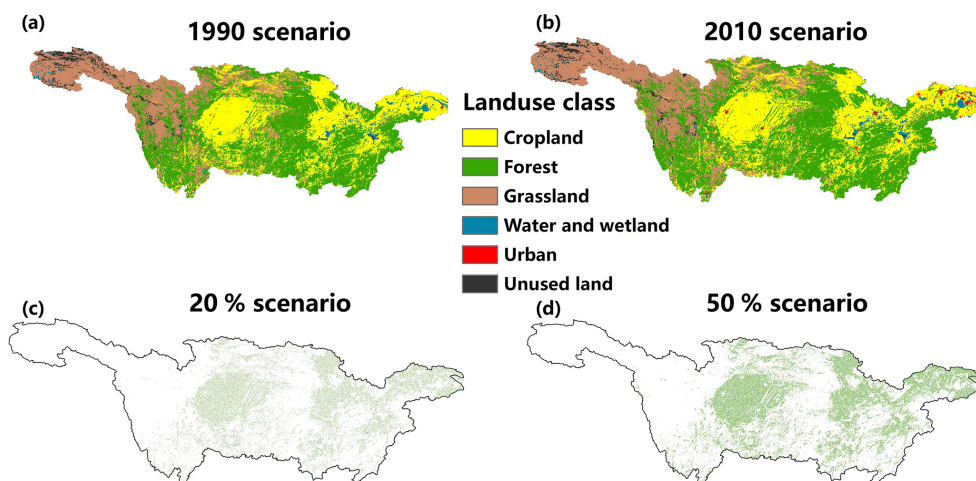 (a)
1990 scenario
(b)
2010 scenario
Landuse class
Cropland
Forest
Grassland
Water and wetland
Urban
Unused land
(c)
20 % scenario
(d)
50 % scenario